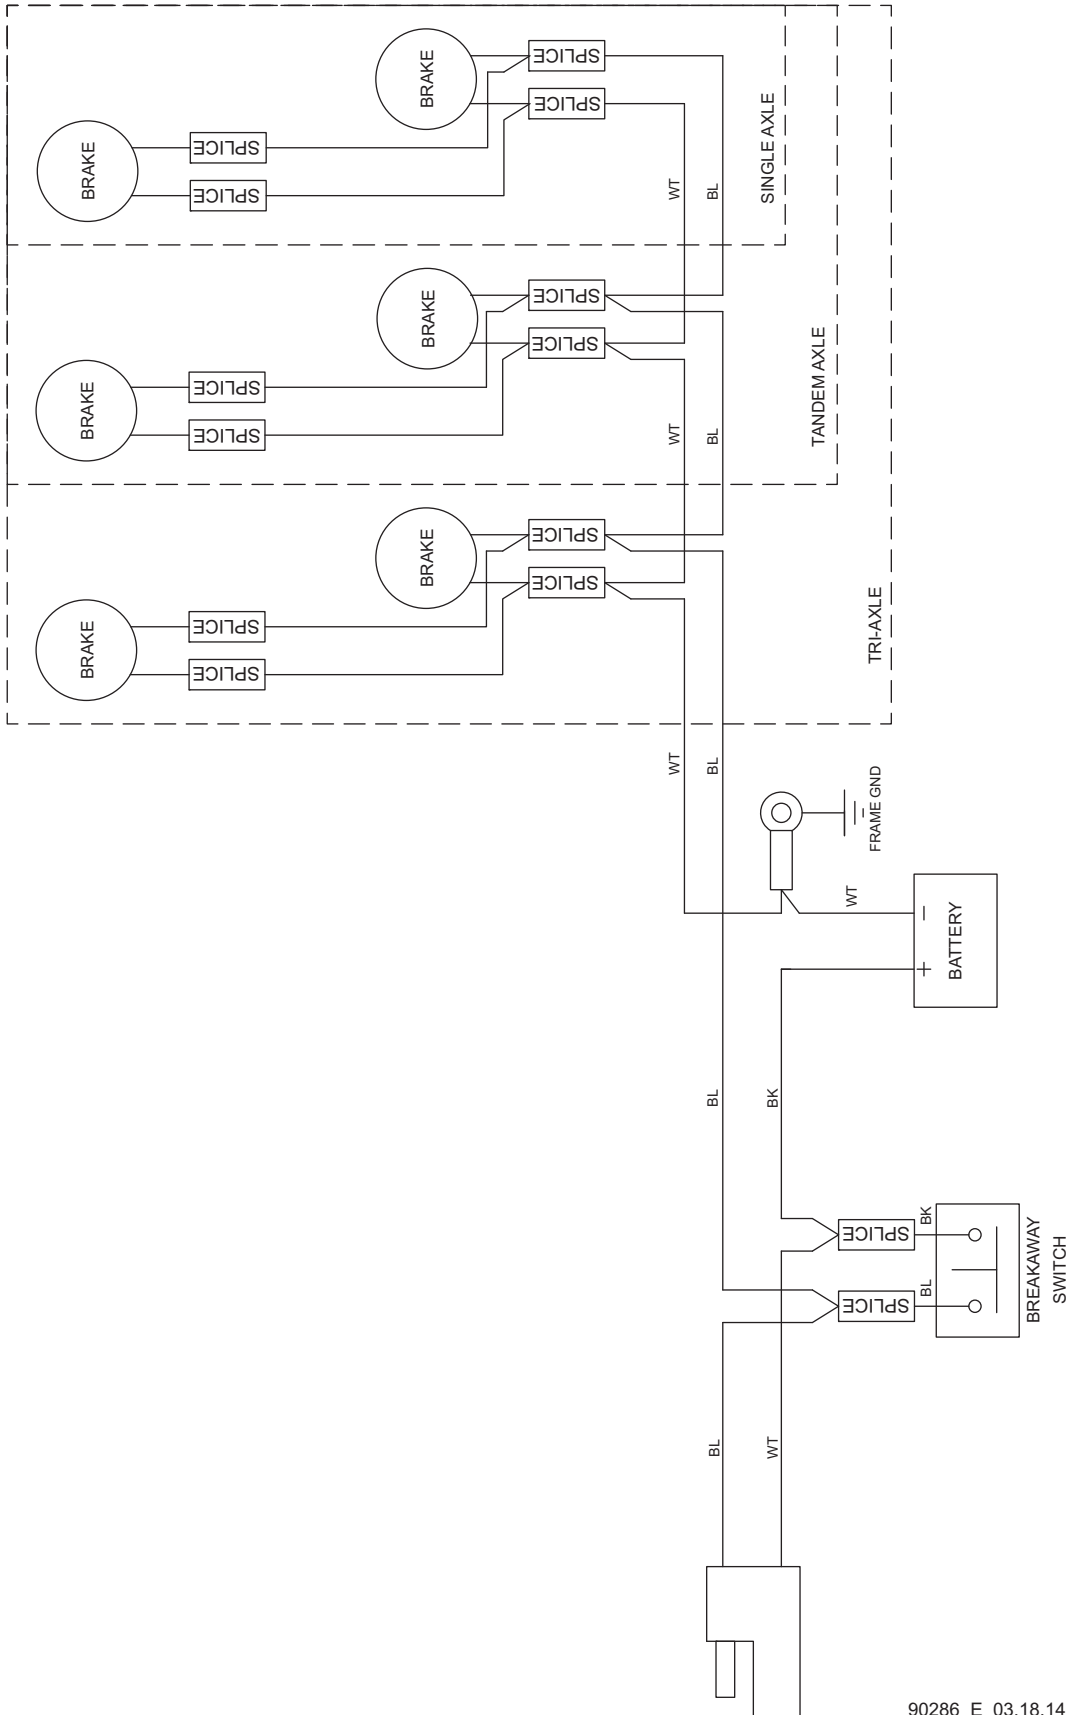 BRAKE
SPLICE
SPLICE
BRAKE
SPLICE
SPLICE
WT
BL
SINGLE AXLE
BRAKE
SPLICE
SPLICE
BRAKE
SPLICE
SPLICE
WT
BL
TANDEM AXLE
BRAKE
SPLICE
SPLICE
BRAKE
SPLICE
SPLICE
TRI-AXLE
WT
BL
FRAME GND
WT
BATTERY
+
−
BL
BK
SPLICE
BK
SPLICE
BL
BREAKAWAY
SWITCH
BL
WT
90286_E_03.18.14